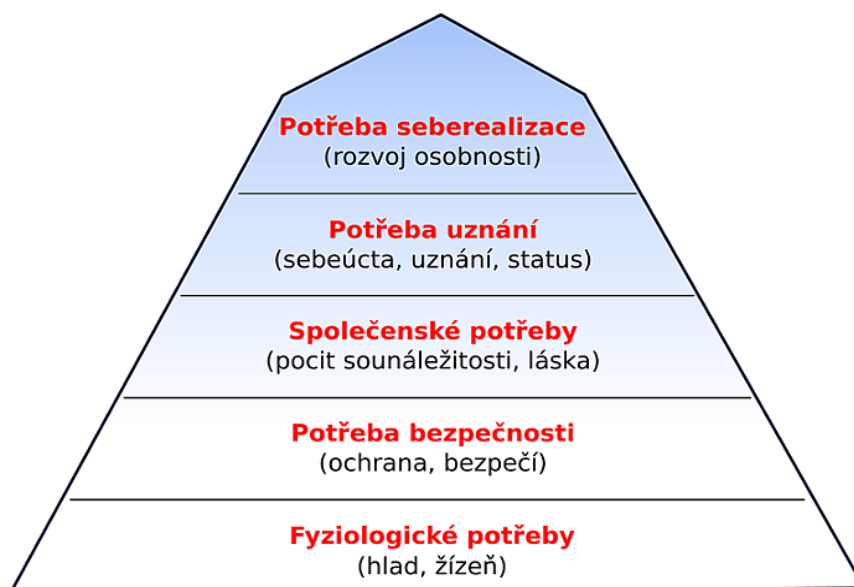 Potřeba seberealizace
(rozvoj osobnosti)
Potřeba uznání
(sebeúcta, uznání, status)
Společenské potřeby
(pocit sounáležitosti, láska)
Potřeba bezpečnosti
(ochrana, bezpečí)
Fyziologické potřeby
(hlad, žízeň)